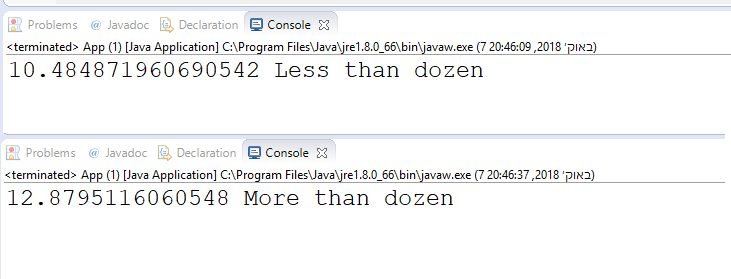 Problems @ Javadoc Declaration Console
<terminated> App (1) [Java Application] C:\Program Files\Java\jre1.8.0_66\bin\javaw.exe (7 באוק׳ 2018, 20:46:09)
10.484871960690542 Less than dozen
Problems @ Javadoc Declaration Console
<terminated> App (1) [Java Application] C:\Program Files\Java\jre1.8.0_66\bin\javaw.exe (7 באוק׳ 2018, 20:46:37)
12.8795116060548 More than dozen